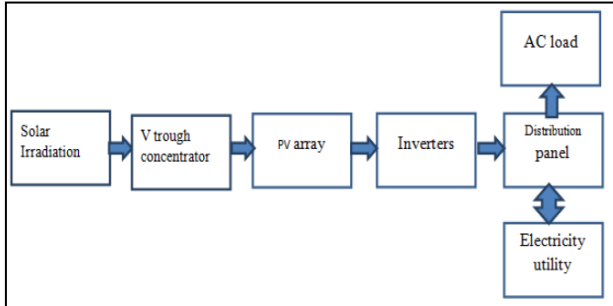 AC load
Solar
Irradiation
V trough
concentrator
PV array
Inverters
Distribution
panel
Electricity
utility